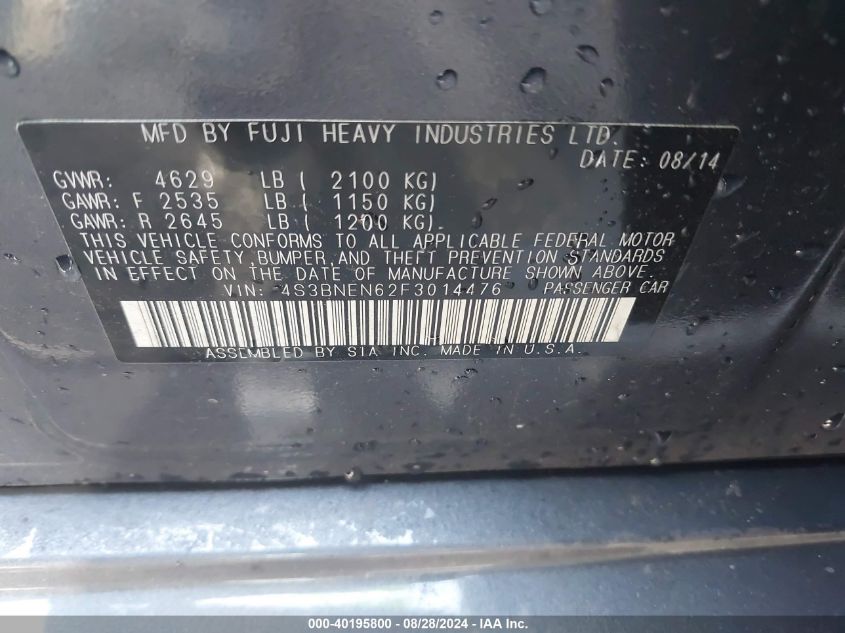 MFD BY FUJI HEAVY INDUSTRIES LTD.
DATE: 08/14
GVWR: 4629 LB ( 2100 KG)
GAWR: F 2535 LB ( 1150 KG)
GAWR: R 2645 LB ( 1200 KG).
THIS VEHICLE CONFORMS TO ALL APPLICABLE FEDERAL MOTOR
VEHICLE SAFETY, BUMPER, AND THEFT PREVENTION STANDARDS
IN EFFECT ON THE DATE OF MANUFACTURE SHOWN ABOVE.
VIN: 4S3BNEN62F3014476 PASSENGER CAR
ASSEMBLED BY SIA INC. MADE IN U.S.A.
000-40195800 - 08/28/2024 - IAA Inc.